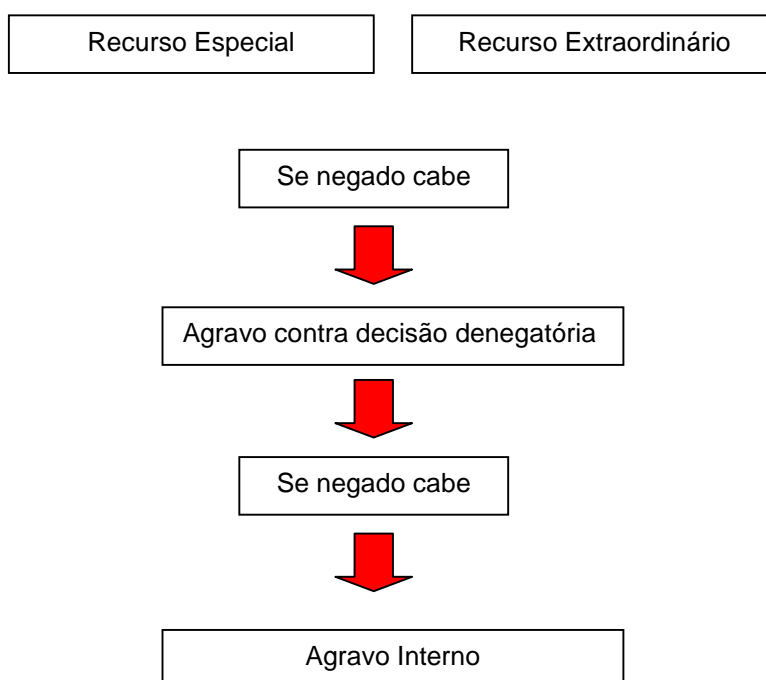 Recurso Especial
Recurso Extraordinário
Se negado cabe
Agravo contra decisão denegatória
Se negado cabe
Agravo Interno